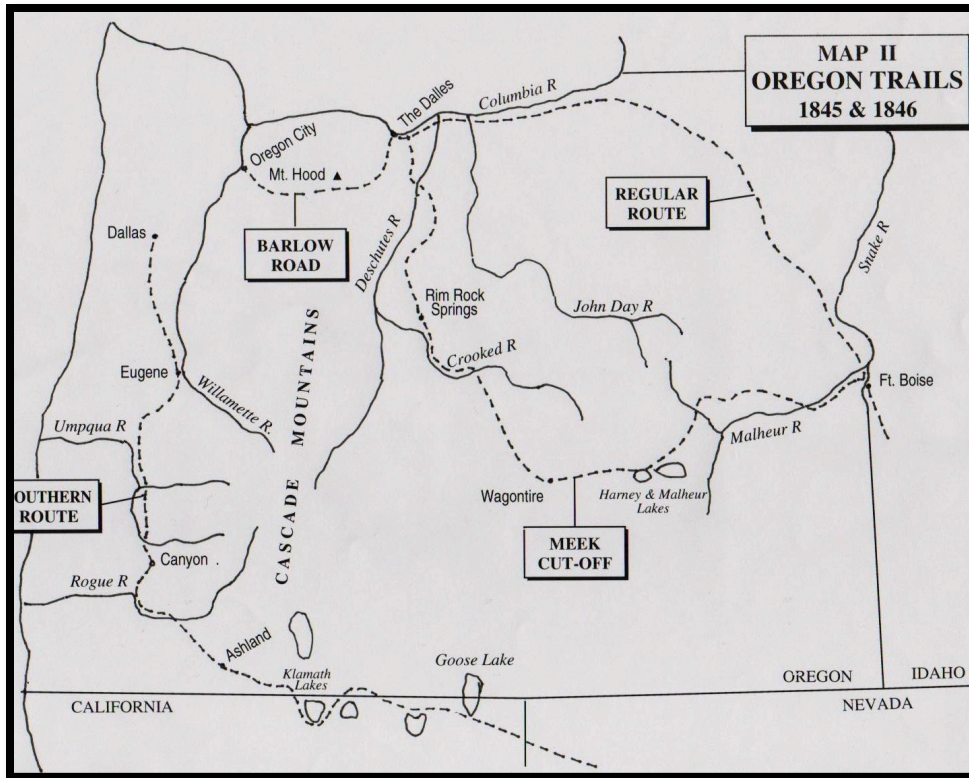 MAP II
OREGON TRAILS
1845 & 1846
Columbia R
The Dalles
Oregon City
Mt. Hood
BARLOW
ROAD
REGULAR
ROUTE
Snake R
Dallas
Deschutes R
Rim Rock
Springs
John Day R
Crooked R
Eugene
Willamette R.
CASCADE MOUNTAINS
Ft. Boise
Malheur R
Umpqua R
OUTHERN
ROUTE
Wagontire
Harney & Malheur
Lakes
MEEK
CUT-OFF
Canyon
Rogue R
Ashland
Klamath
Lakes
Goose Lake
OREGON
IDAHO
CALIFORNIA
NEVADA